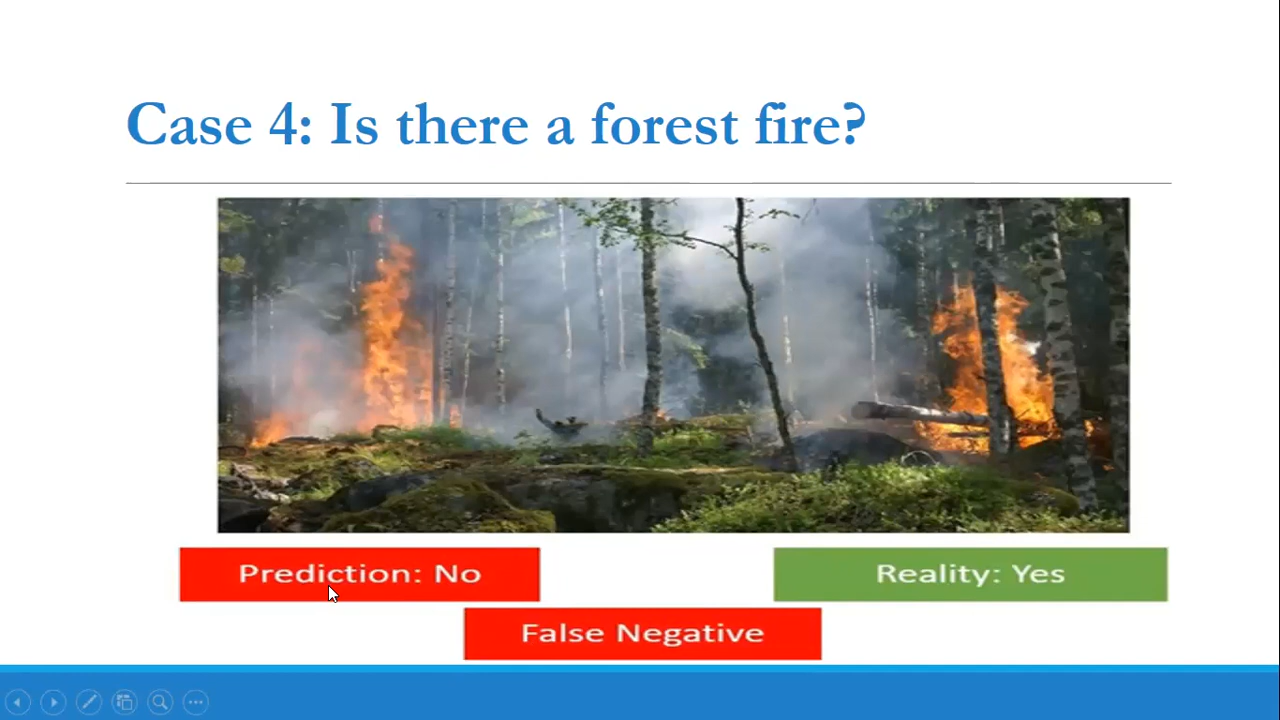 Case 4: Is there a forest fire?
Prediction: No
Reality: Yes
False Negative